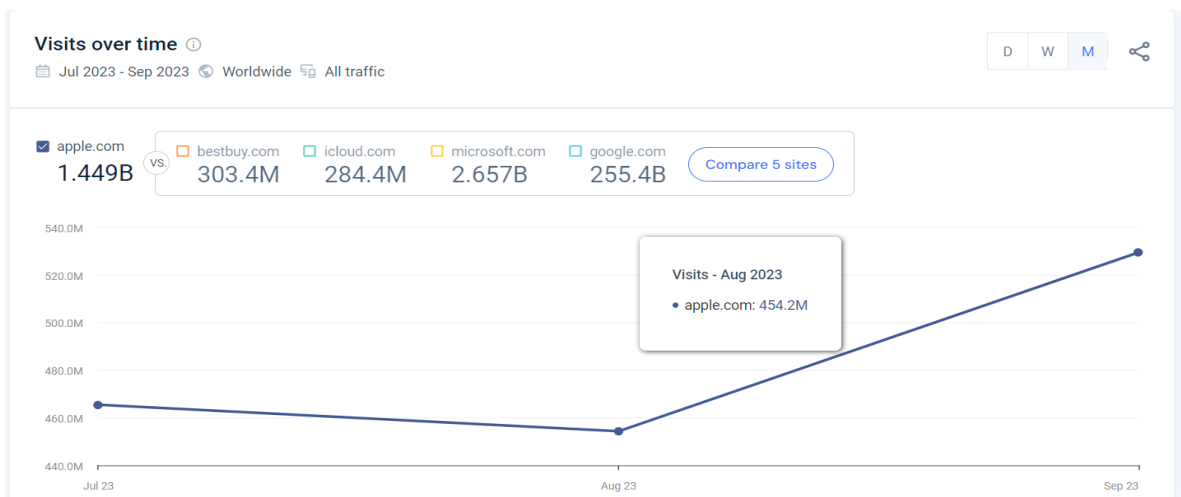 Visits over time
D W M
Jul 2023 - Sep 2023 Worldwide All traffic
apple.com
1.449B
VS.
bestbuy.com
303.4M
icloud.com
284.4M
microsoft.com
2.657B
google.com
255.4B
Compare 5 sites
540.0M
520.0M
500.0M
480.0M
460.0M
440.0M
Visits - Aug 2023
apple.com: 454.2M
Jul 23 Aug 23 Sep 23